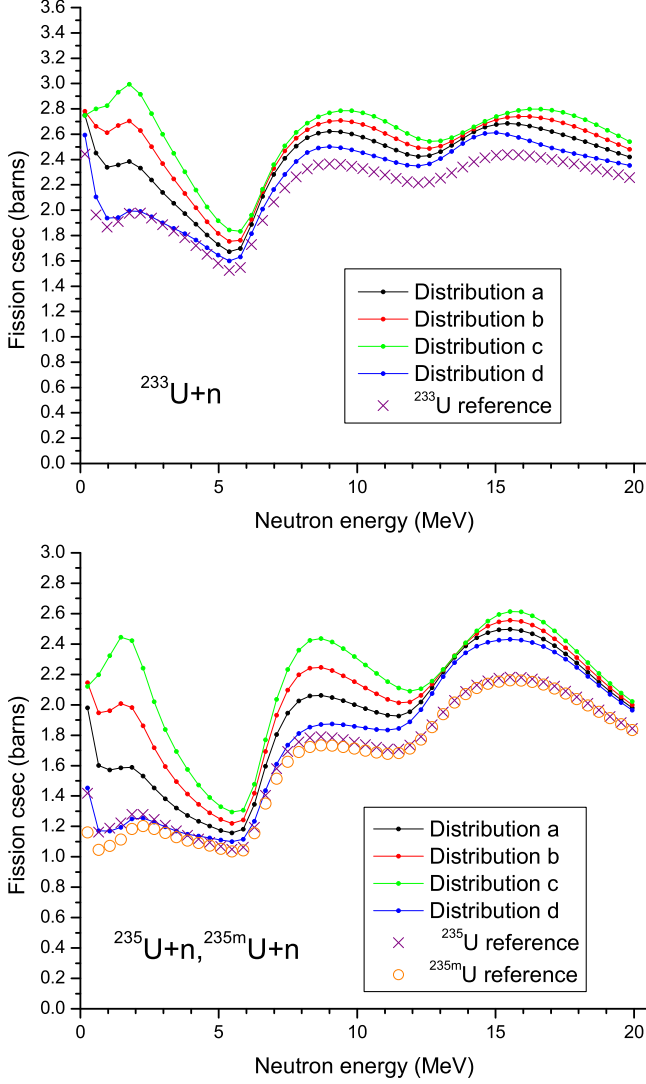 3.6
3.4
3.2
3.0
2.8
2.6
2.4
2.2
2.0
1.8
1.6
1.4
1.2
1.0
0.8
0.6
0.4
0.2
0.0
Fission csec (barns)
Distribution a
Distribution b
Distribution c
Distribution d
²³³U reference
²³³U+n
0 5 10 15 20
Neutron energy (MeV)
3.0
2.8
2.6
2.4
2.2
2.0
1.8
1.6
1.4
1.2
1.0
0.8
0.6
0.4
0.2
0.0
Fission csec (barns)
Distribution a
Distribution b
Distribution c
Distribution d
²³⁵U reference
²³⁵ᵐU reference
²³⁵U+n,²³⁵ᵐU+n
0 5 10 15 20
Neutron energy (MeV)